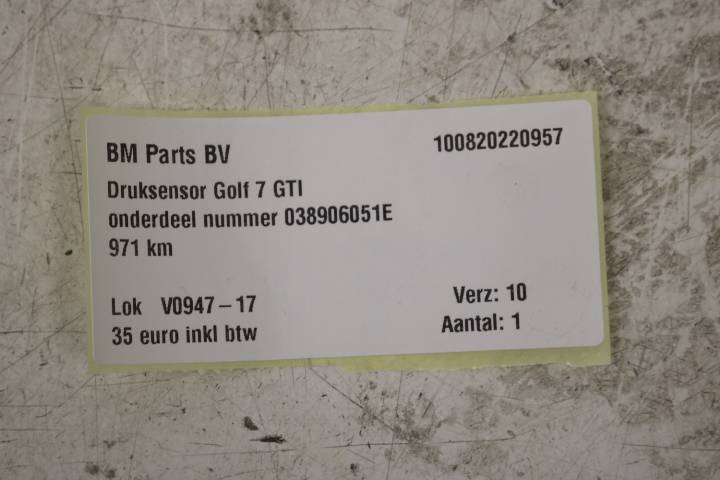 BM Parts BV 100820220957
Druksensor Golf 7 GTI
onderdeel nummer 038906051E
971 km
Lok V0947-17 Verz: 10
35 euro inkl btw Aantal: 1